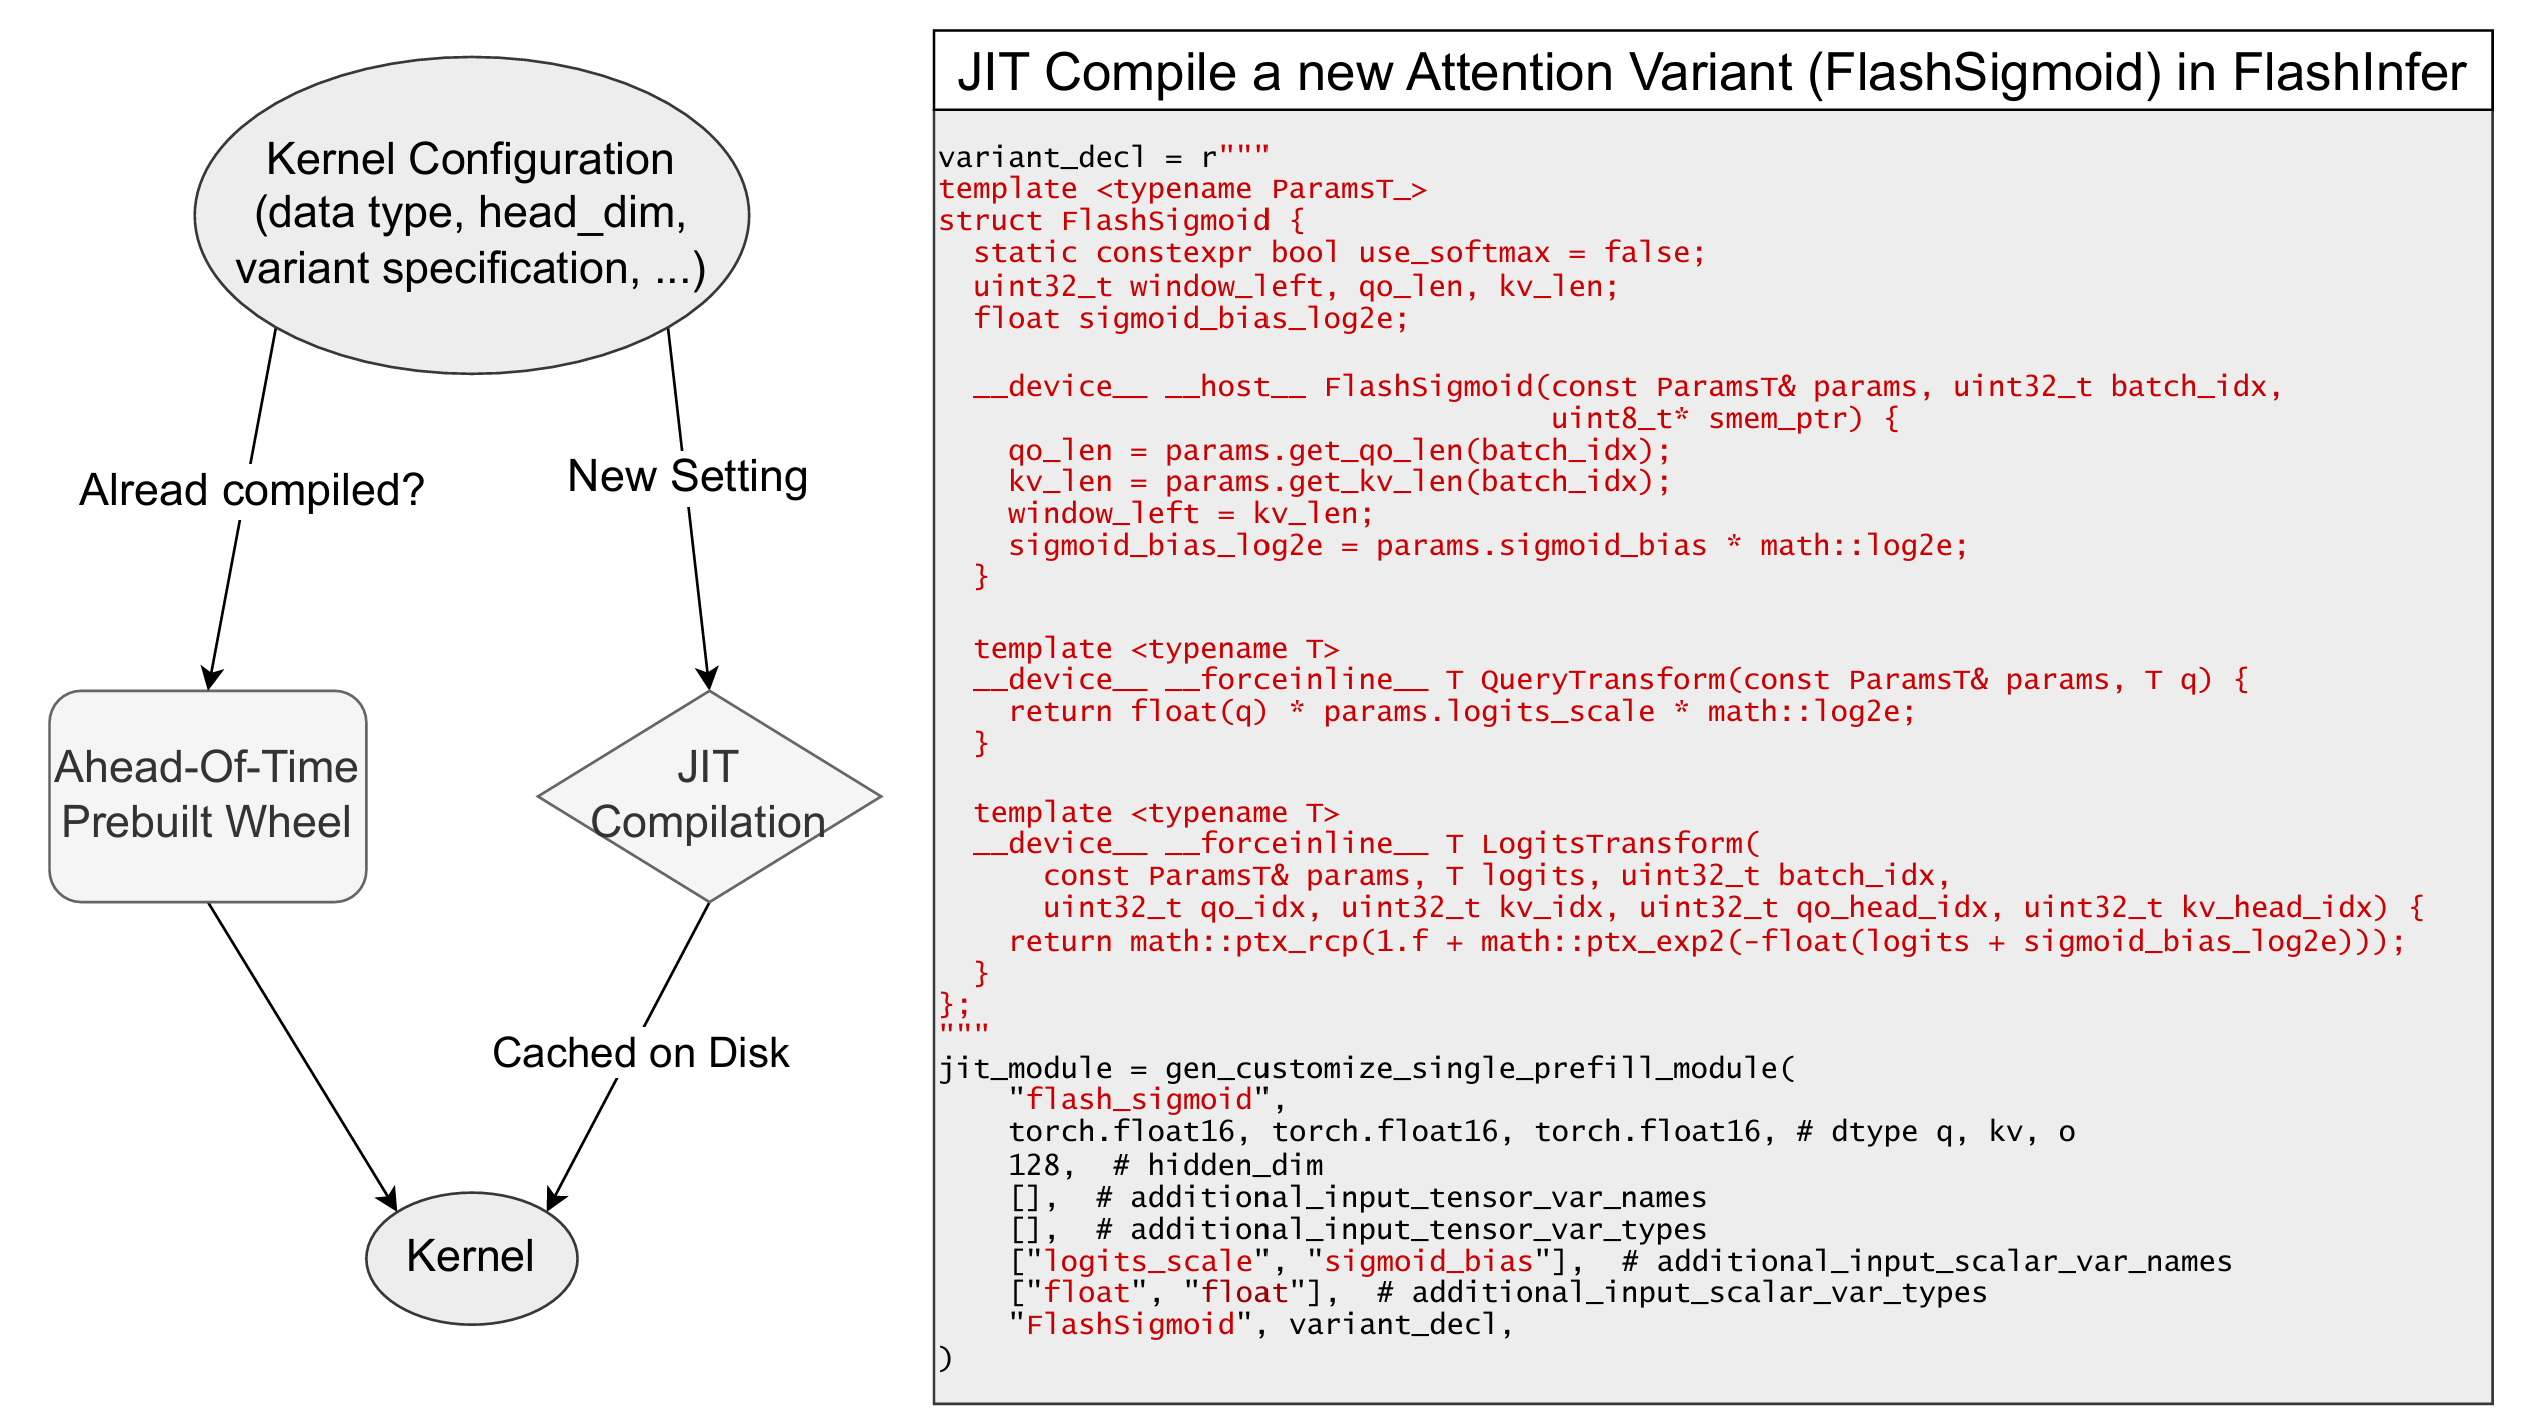 Kernel Configuration
(data type, head_dim,
variant specification, ...)
Alread compiled?
New Setting
Ahead-Of-Time
Prebuilt Wheel
JIT
Compilation
Cached on Disk
Kernel
JIT Compile a new Attention Variant (FlashSigmoid) in FlashInfer
variant_decl = r"""
template <typename ParamsT_>
struct FlashSigmoid {
  static constexpr bool use_softmax = false;
  uint32_t window_left, qo_len, kv_len;
  float sigmoid_bias_log2e;
  __device__ __host__ FlashSigmoid(const ParamsT& params, uint32_t batch_idx,
                                   uint8_t* smem_ptr) {
    qo_len = params.get_qo_len(batch_idx);
    kv_len = params.get_kv_len(batch_idx);
    window_left = kv_len;
    sigmoid_bias_log2e = params.sigmoid_bias * math::log2e;
  }
  template <typename T>
  __device__ __forceinline__ T QueryTransform(const ParamsT& params, T q) {
    return float(q) * params.logits_scale * math::log2e;
  }
  template <typename T>
  __device__ __forceinline__ T LogitsTransform(
      const ParamsT& params, T logits, uint32_t batch_idx,
      uint32_t qo_idx, uint32_t kv_idx, uint32_t qo_head_idx, uint32_t kv_head_idx) {
    return math::ptx_rcp(1.f + math::ptx_exp2(-float(logits + sigmoid_bias_log2e)));
  }
};
"""
jit_module = gen_customize_single_prefill_module(
    "flash_sigmoid",
    torch.float16, torch.float16, torch.float16, # dtype q, kv, o
    128,  # hidden_dim
    [],  # additional_input_tensor_var_names
    [],  # additional_input_tensor_var_types
    ["logits_scale", "sigmoid_bias"],  # additional_input_scalar_var_names
    ["float", "float"],  # additional_input_scalar_var_types
    "FlashSigmoid", variant_decl,
)